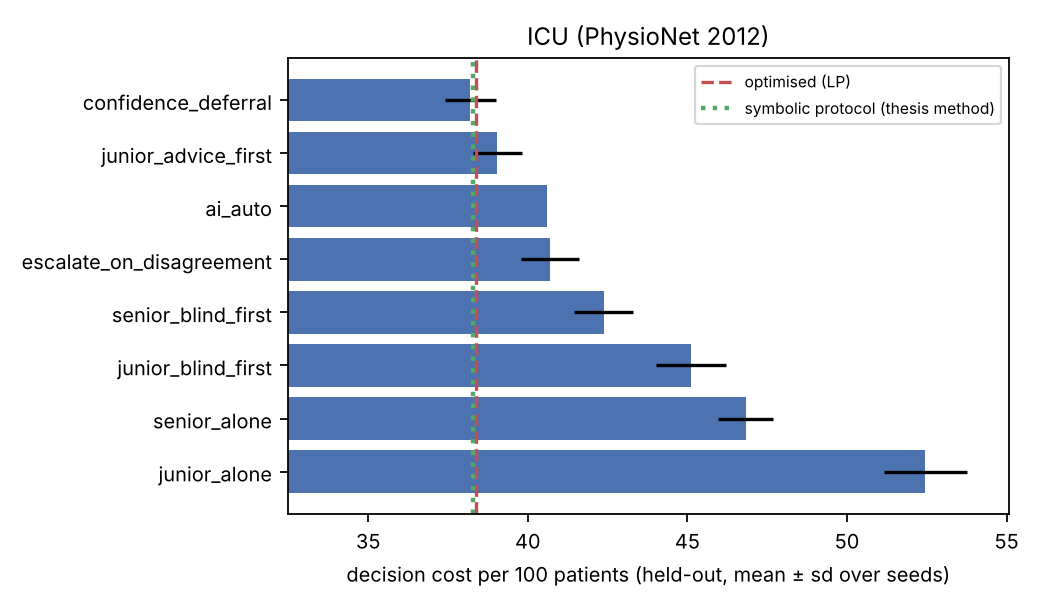 ICU (PhysioNet 2012)
optimised (LP)
symbolic protocol (thesis method)
confidence_deferral
junior_advice_first
ai_auto
escalate_on_disagreement
senior_blind_first
junior_blind_first
senior_alone
junior_alone
35 40 45 50 55
decision cost per 100 patients (held-out, mean ± sd over seeds)